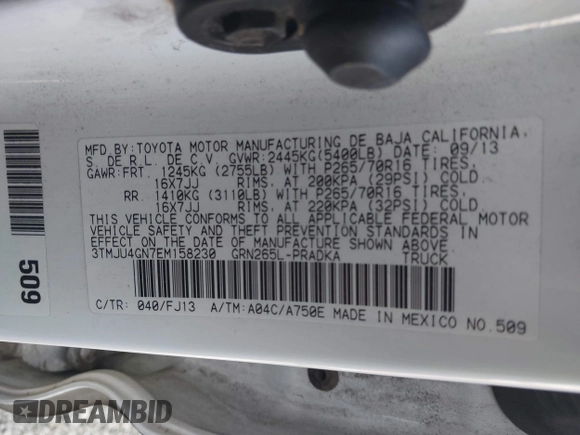 MFD.BY:TOYOTA MOTOR MANUFACTURING DE BAJA CALIFORNIA,
S. DE R.L. DE C.V. GVWR:2445KG(5400LB) DATE: 09/13
GAWR:FRT. 1245KG (2755LB) WITH P265/70R16 TIRES,
16X7JJ RIMS, AT 200KPA (29PSI) COLD
RR. 1410KG (3110LB) WITH P265/70R16 TIRES,
16X7JJ RIMS, AT 220KPA (32PSI) COLD
THIS VEHICLE CONFORMS TO ALL APPLICABLE FEDERAL MOTOR
VEHICLE SAFETY AND THEFT PREVENTION STANDARDS IN
EFFECT ON THE DATE OF MANUFACTURE SHOWN ABOVE.
3TMJU4GN7EM158230 GRN265L-PRADKA TRUCK
C/TR: 040/FJ13 A/TM:A04C/A750E MADE IN MEXICO NO.509
509
DREAMBID